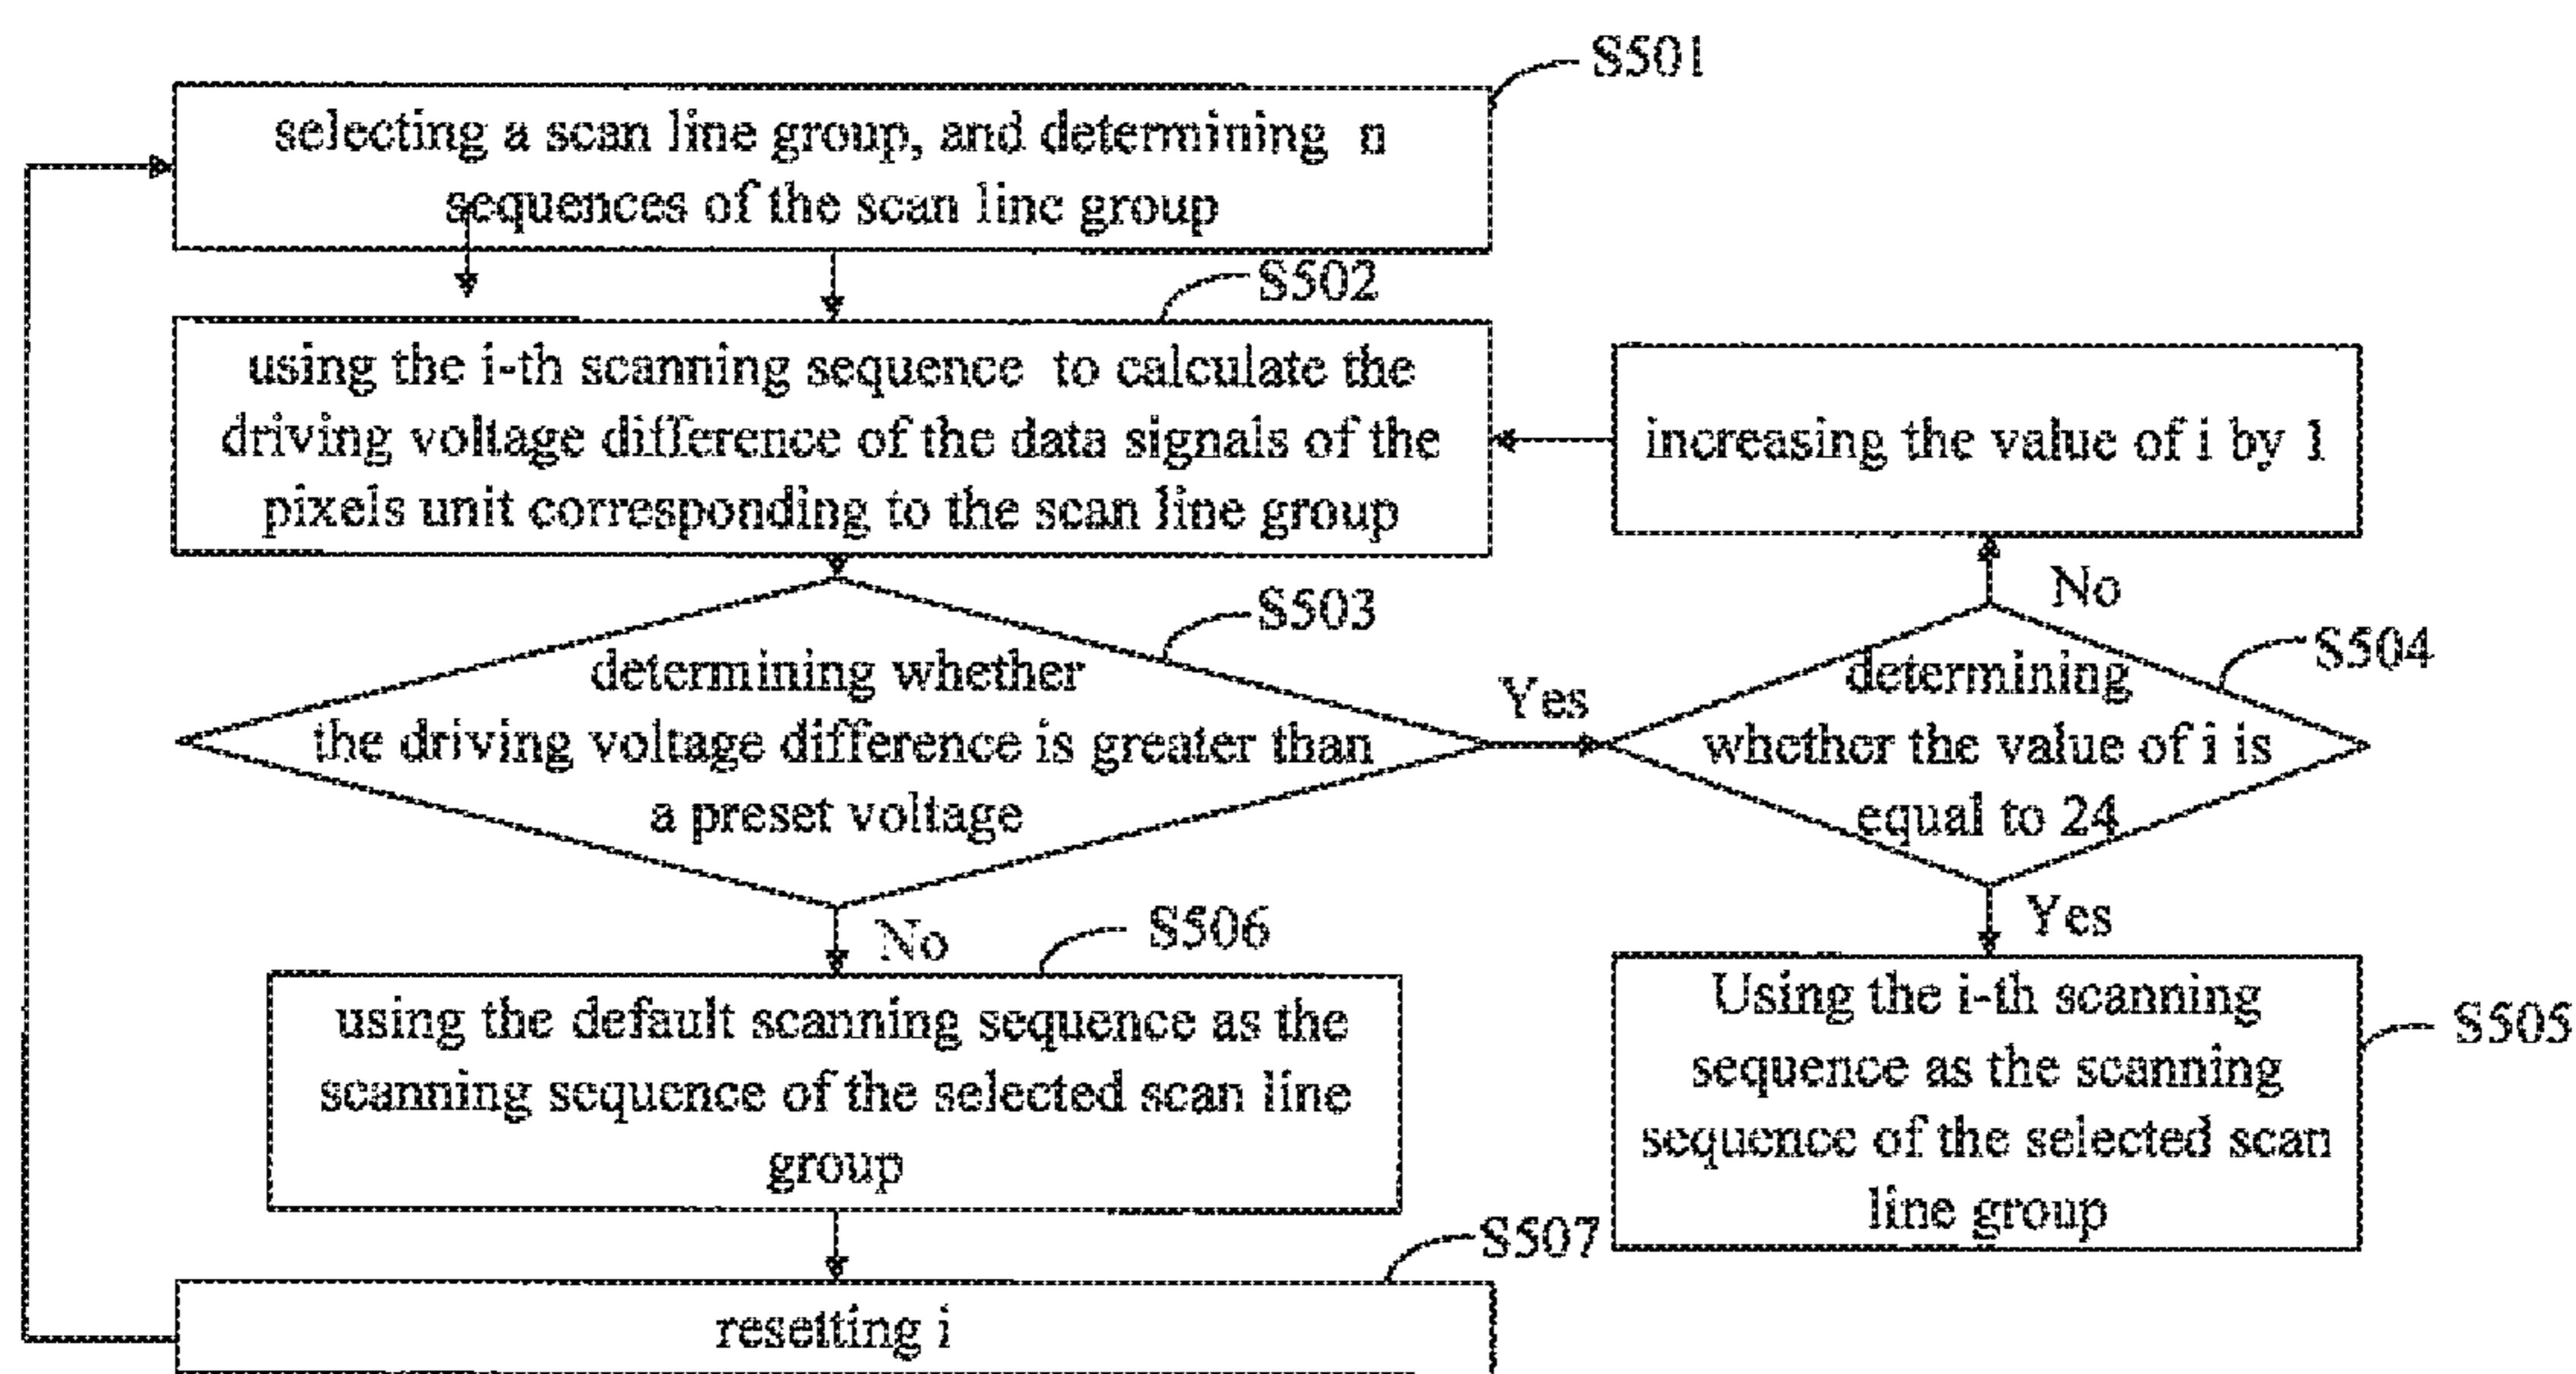 S501
selecting a scan line group, and determining n
sequences of the scan line group
S502
using the i-th scanning sequence to calculate the
driving voltage difference of the data signals of the
pixels unit corresponding to the scan line group
increasing the value of i by 1
No
S503
determining whether
the driving voltage difference is greater than
a preset voltage
Yes
S504
determining
whether the value of i is
equal to 24
No
Yes
S506
using the default scanning sequence as the
scanning sequence of the selected scan line
group
Using the i-th scanning
sequence as the scanning
sequence of the selected scan
line group
S505
S507
resetting i